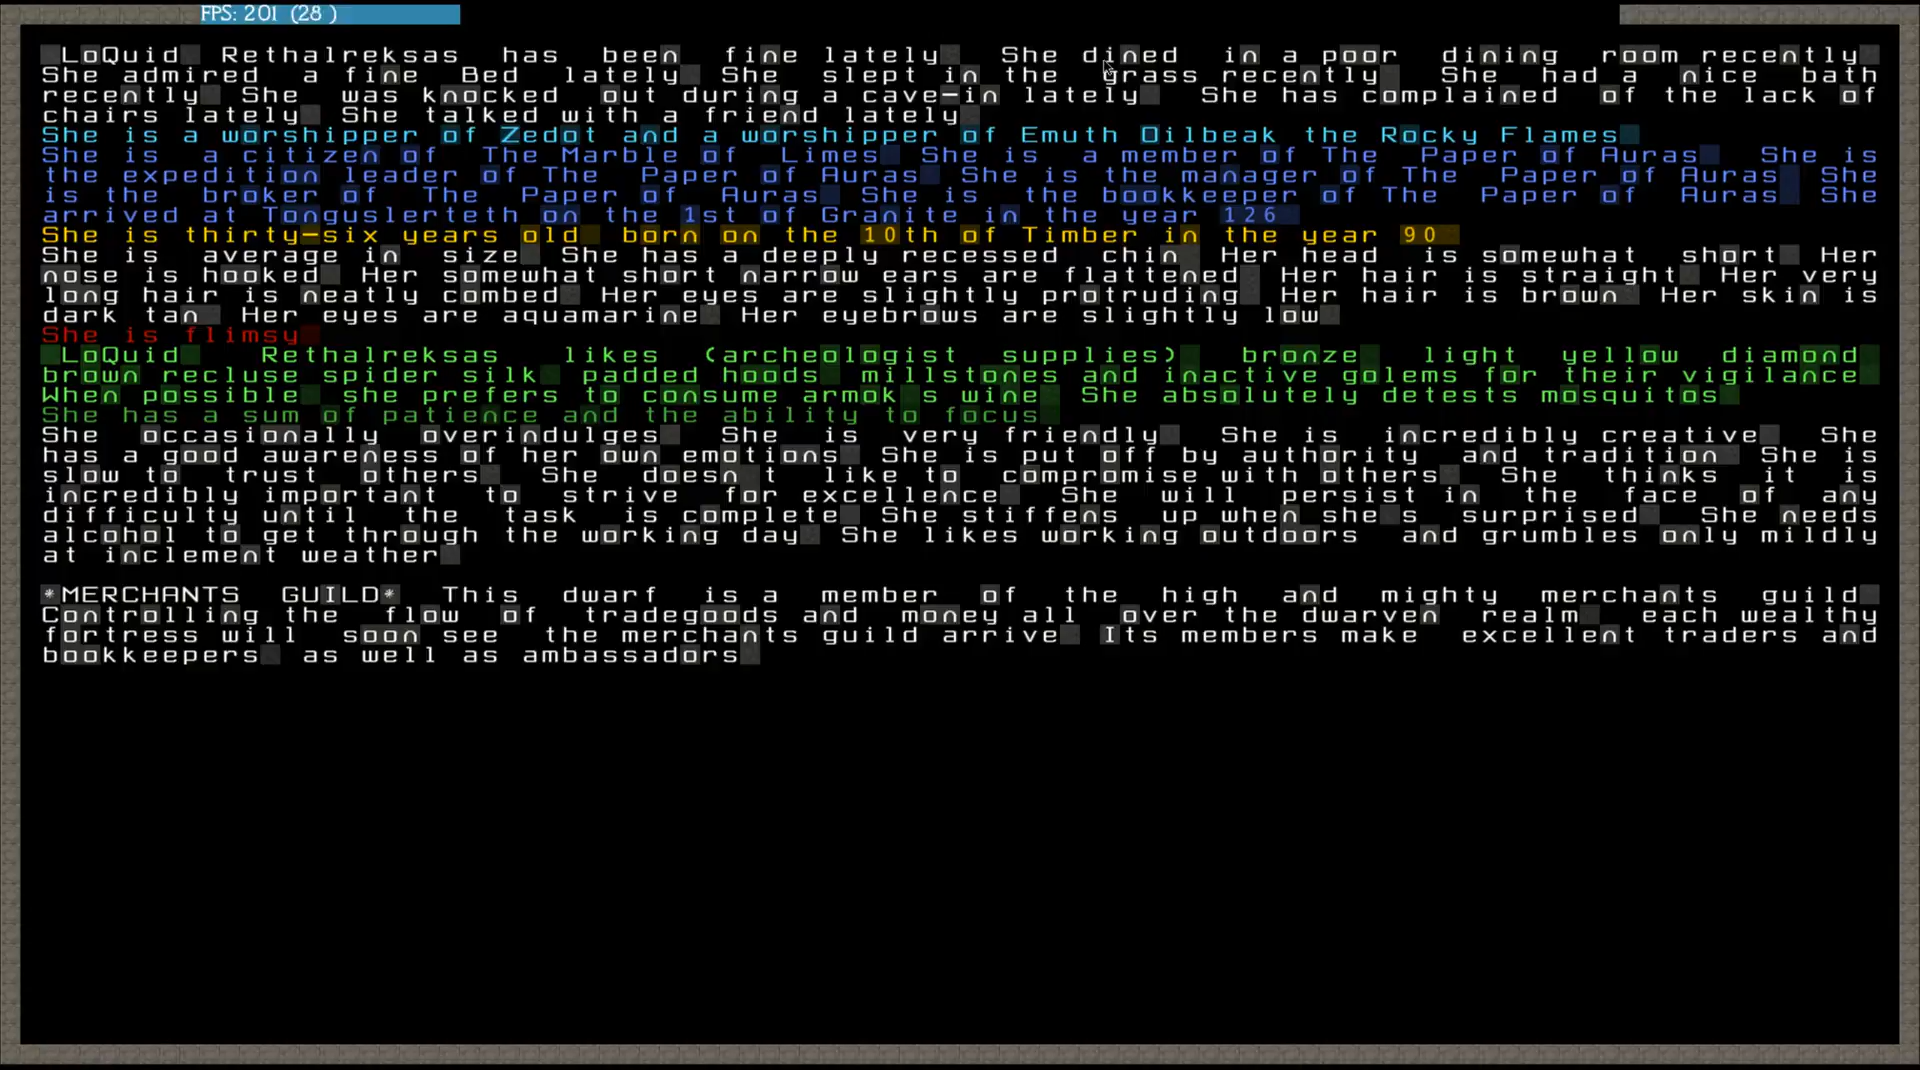 FPS: 201 (28 )
LoQuid Rethalreksas has been fine lately She dined in a poor dining room recently
She admired a fine Bed lately She slept in the grass recently She had a nice bath
recently She was knocked out during a cave-in lately She has complained of the lack of
chairs lately She talked with a friend lately
She is a worshipper of Zedot and a worshipper of Emuth Oilbeak the Rocky Flames
She is a citizen of The Marble of Limes She is a member of The Paper of Auras She is
the expedition leader of The Paper of Auras She is the manager of The Paper of Auras She
is the broker of The Paper of Auras She is the bookkeeper of The Paper of Auras She
arrived at Tonguslerteth on the 1st of Granite in the year 126
She is thirty-six years old born on the 10th of Timber in the year 90
She is average in size She has a deeply recessed chin Her head is somewhat short Her
nose is hooked Her somewhat short narrow ears are flattened Her hair is straight Her very
long hair is neatly combed Her eyes are slightly protruding Her hair is brown Her skin is
dark tan Her eyes are aquamarine Her eyebrows are slightly low
She is flimsy
LoQuid Rethalreksas likes (archeologist supplies) bronze light yellow diamond
brown recluse spider silk padded hoods millstones and inactive golems for their vigilance
When possible she prefers to consume armok s wine She absolutely detests mosquitos
She has a sum of patience and the ability to focus
She occasionally overindulges She is very friendly She is incredibly creative She
has a good awareness of her own emotions She is put off by authority and tradition She is
slow to trust others She doesn t like to compromise with others She thinks it is
incredibly important to strive for excellence She will persist in the face of any
difficulty until the task is complete She stiffens up when she s surprised She needs
alcohol to get through the working day She likes working outdoors and grumbles only mildly
at inclement weather
*MERCHANTS GUILD* This dwarf is a member of the high and mighty merchants guild
Controlling the flow of tradegoods and money all over the dwarven realm each wealthy
fortress will soon see the merchants guild arrive Its members make excellent traders and
bookkeepers as well as ambassadors